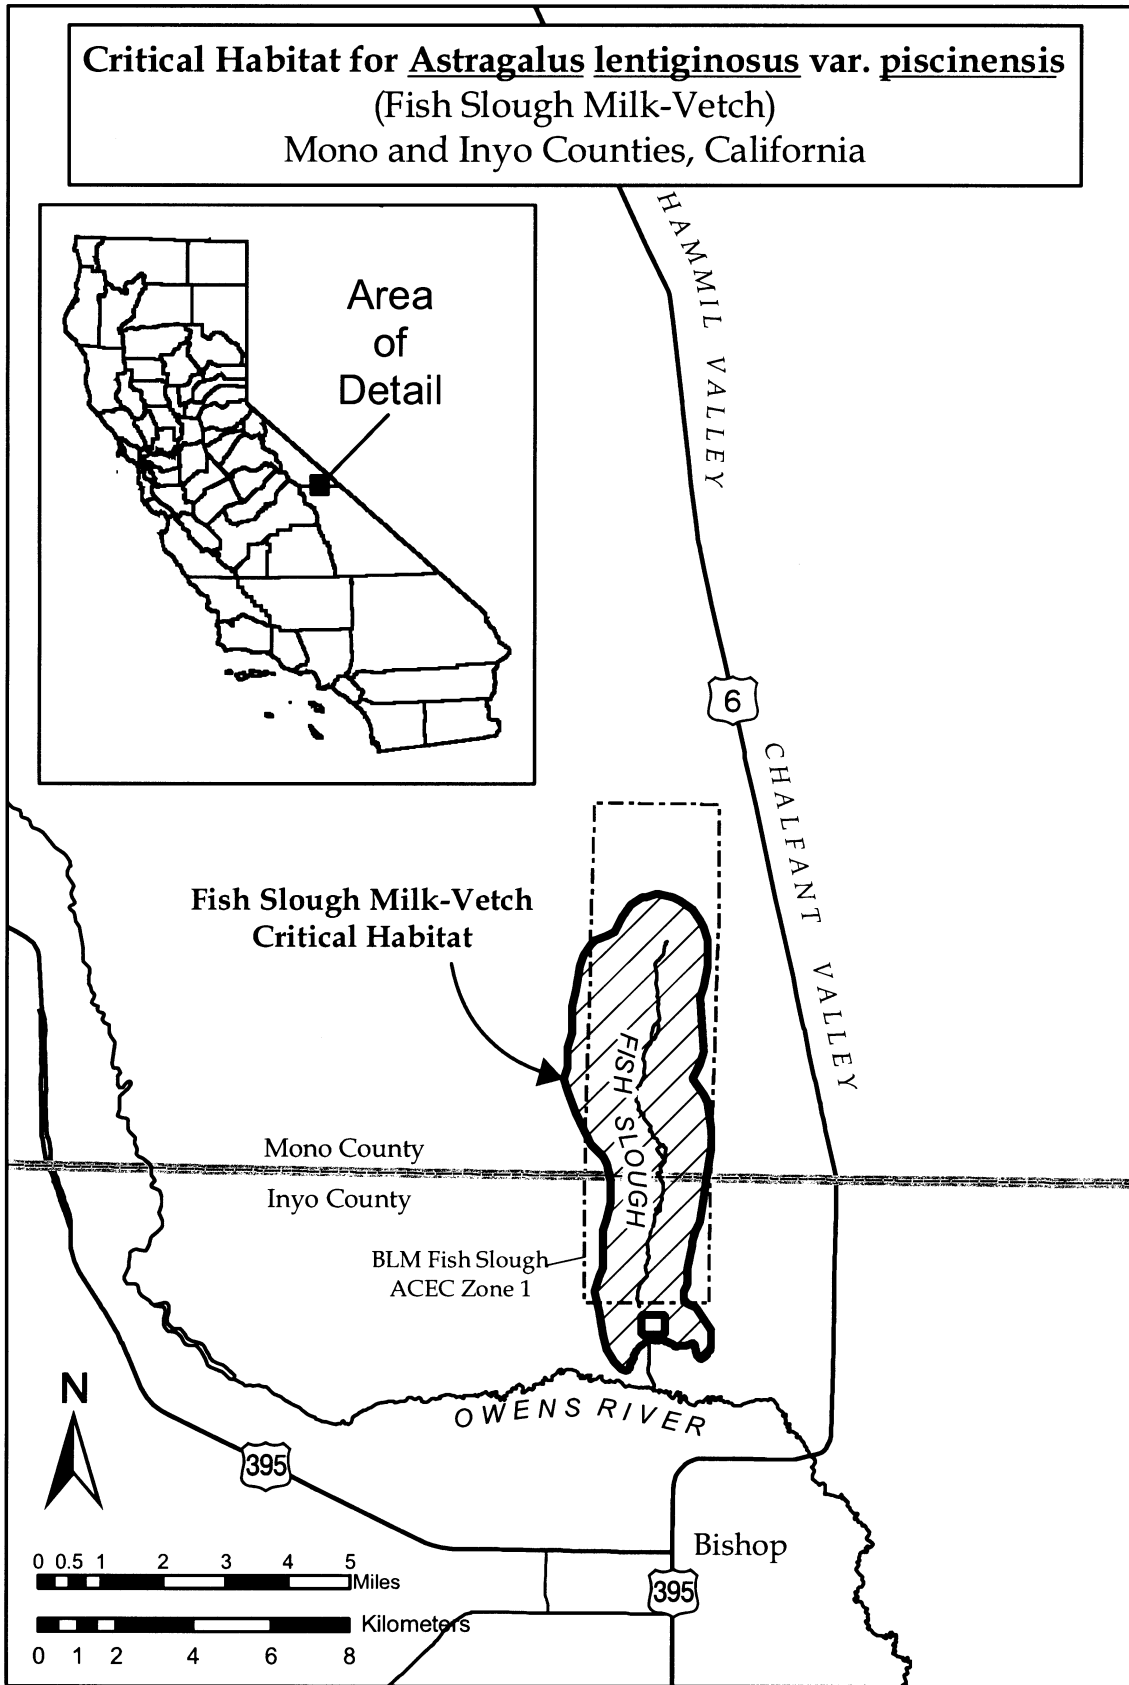 Critical Habitat for Astragalus lentiginosus var. piscinensis
(Fish Slough Milk-Vetch)
Mono and Inyo Counties, California
HAMMIL VALLEY
Area
of
Detail
6
CHALFANT VALLEY
Fish Slough Milk-Vetch
Critical Habitat
FISH SLOUGH
Mono County
Inyo County
BLM Fish Slough
ACEC Zone 1
N
OWENS RIVER
395
Bishop
395
0 0.5 1 2 3 4 5
Miles
Kilometers
0 1 2 4 6 8